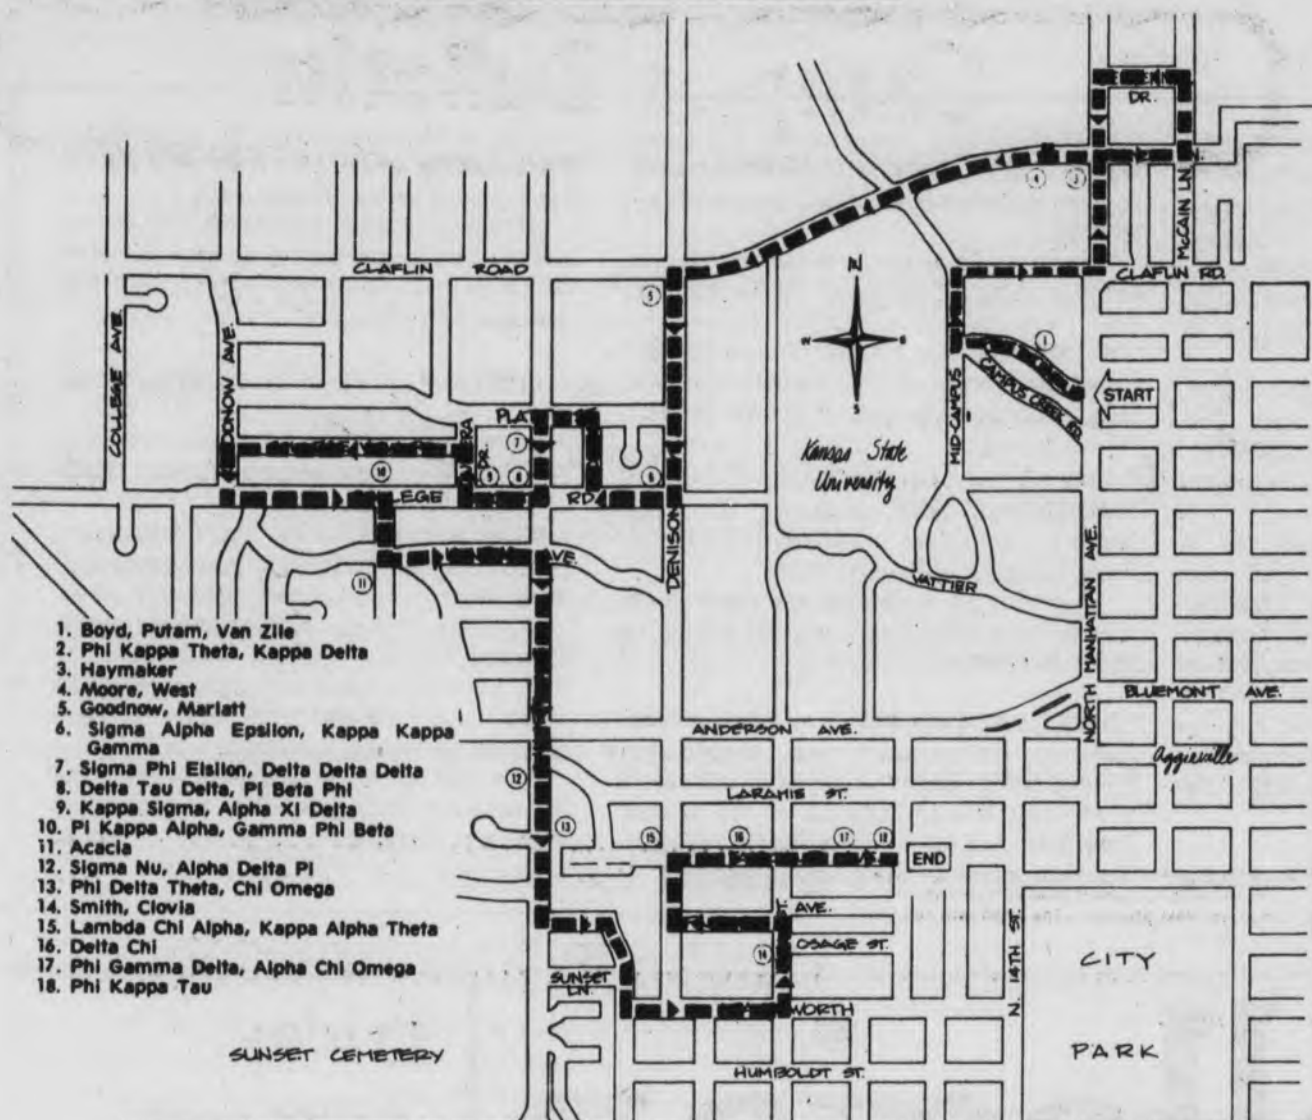 DR.
McCAIN LN.
CLAFLIN ROAD
CLAFLIN RD.
N
W
S
START
COLLEGE AVE.
DENISON
MID-CAMPUS
CAMPUS CREEK RD.
Kansas State
University
PLA
DR.
LEGE RD.
AVE.
VATTIER
NORTH MANHATTAN AVE.
BLUEMONT AVE.
ANDERSON AVE.
Aggieville
LARAMIE ST.
END
AVE.
OSAGE ST.
N. 14TH ST.
CITY
PARK
SUNSET
LN.
WORTH
HUMBOLDT ST.
SUNSET CEMETERY
1. Boyd, Putam, Van Zile
2. Phi Kappa Theta, Kappa Delta
3. Haymaker
4. Moore, West
5. Goodnow, Marlatt
6. Sigma Alpha Epsilon, Kappa Kappa
Gamma
7. Sigma Phi Elsilon, Delta Delta Delta
8. Delta Tau Delta, Pi Beta Phi
9. Kappa Sigma, Alpha Xi Delta
10. Pi Kappa Alpha, Gamma Phi Beta
11. Acacia
12. Sigma Nu, Alpha Delta Pi
13. Phi Delta Theta, Chi Omega
14. Smith, Clovia
15. Lambda Chi Alpha, Kappa Alpha Theta
16. Delta Chi
17. Phi Gamma Delta, Alpha Chi Omega
18. Phi Kappa Tau